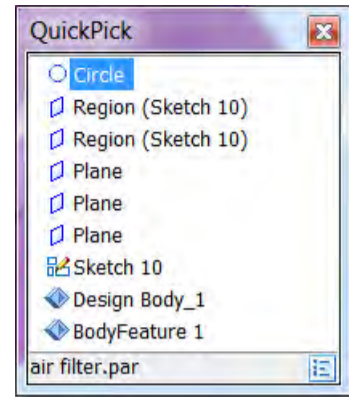 QuickPick
Circle
Region (Sketch 10)
Region (Sketch 10)
Plane
Plane
Plane
Sketch 10
Design Body_1
BodyFeature 1
air filter.par